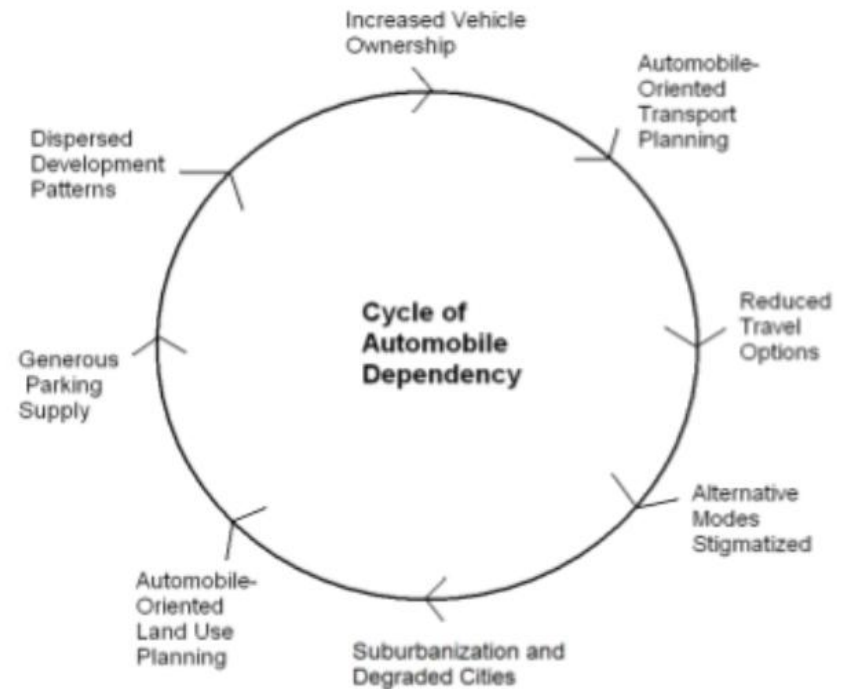 Increased Vehicle
Ownership
Automobile-
Oriented
Transport
Planning
Reduced
Travel
Options
Alternative
Modes
Stigmatized
Suburbanization and
Degraded Cities
Automobile-
Oriented
Land Use
Planning
Generous
Parking
Supply
Dispersed
Development
Patterns
Cycle of
Automobile
Dependency